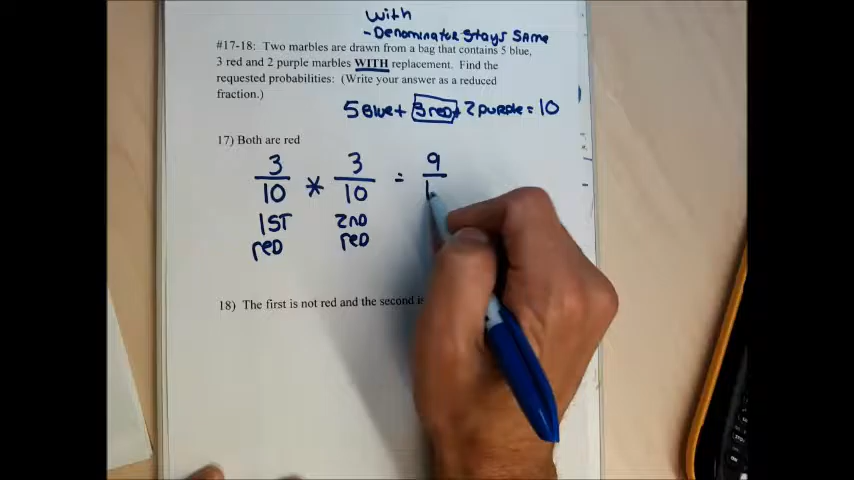 with
-Denominator Stays Same
#17-18: Two marbles are drawn from a bag that contains 5 blue,
3 red and 2 purple marbles WITH replacement. Find the
requested probabilities: (Write your answer as a reduced
fraction.)
5 Blue + 3 red + 2 purple = 10
17) Both are red
3/10 * 3/10 = 9/1
1ST 2ND
red red
18) The first is not red and the second is